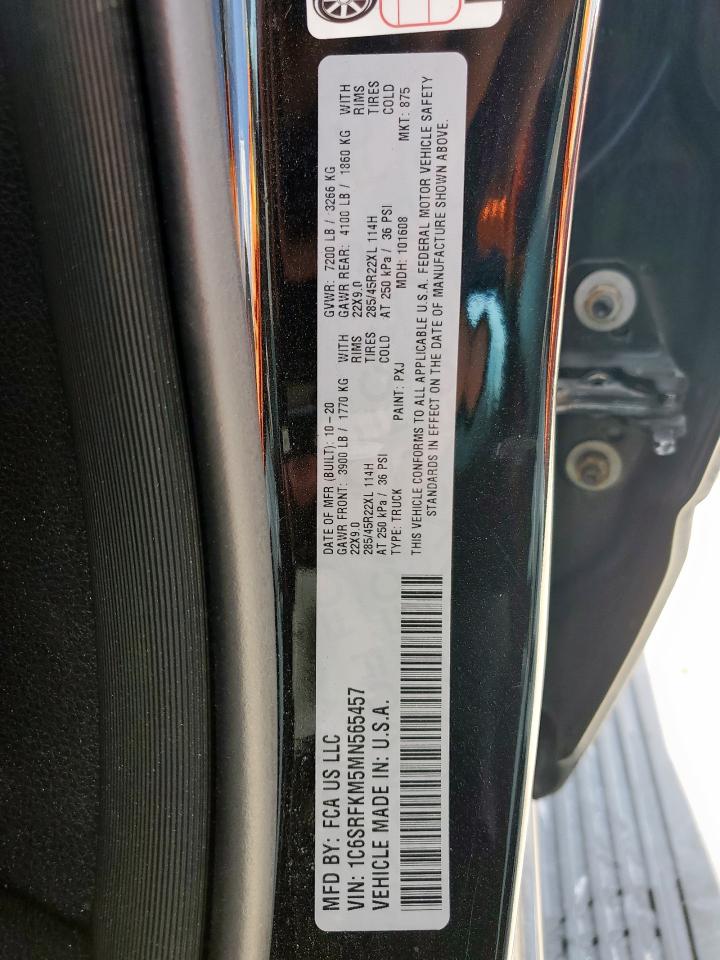 MFD BY: FCA US LLC
VIN: 1C6SRFKM5MN565457
VEHICLE MADE IN: U.S.A.
DATE OF MFR (BUILT): 10-20
GAWR FRONT: 3900 LB / 1770 KG WITH
22X9.0 RIMS
285/45R22XL 114H TIRES
AT 250 kPa / 36 PSI COLD
TYPE: TRUCK
GVWR: 7200 LB / 3266 KG
GAWR REAR: 4100 LB / 1860 KG WITH
22X9.0 RIMS
285/45R22XL 114H TIRES
AT 250 kPa / 36 PSI COLD
PAINT: PXJ MDH: 101608 MKT: 875
THIS VEHICLE CONFORMS TO ALL APPLICABLE U.S.A. FEDERAL MOTOR VEHICLE SAFETY
STANDARDS IN EFFECT ON THE DATE OF MANUFACTURE SHOWN ABOVE.